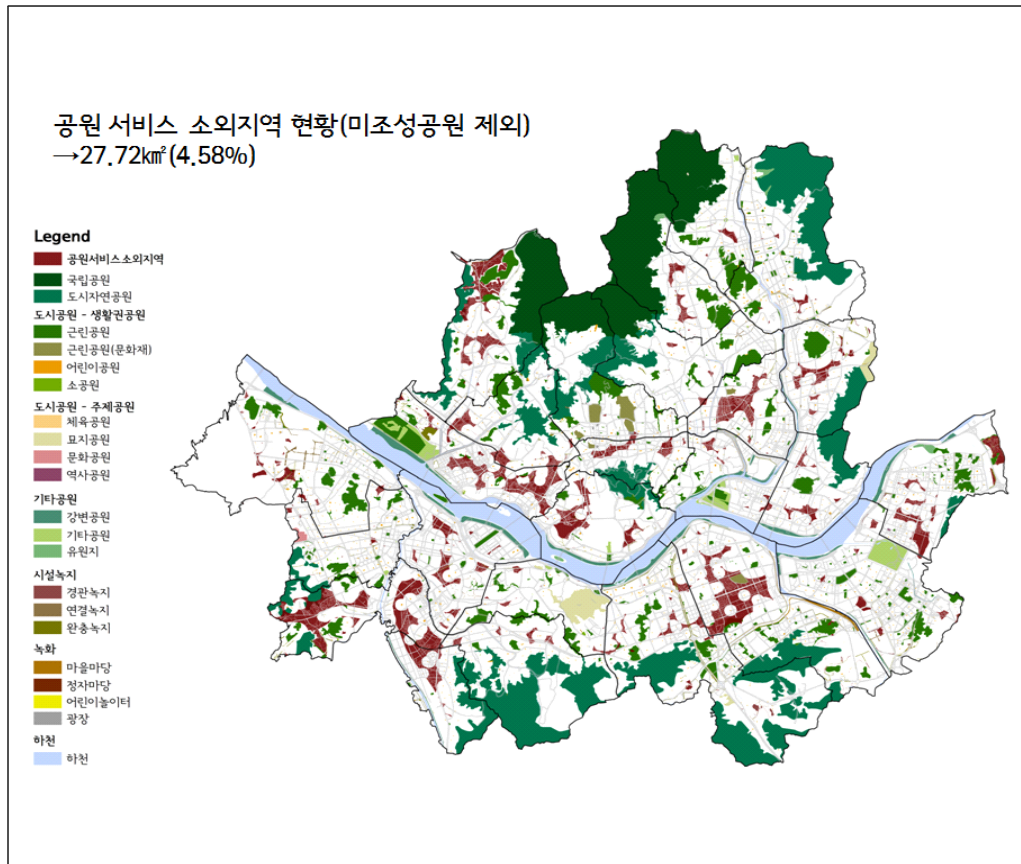 공원 서비스 소외지역 현황(미조성공원 제외)
→27.72㎢(4.58%)
Legend
공원서비스소외지역
국립공원
도시자연공원
도시공원 - 생활권공원
근린공원
근린공원(문화재)
어린이공원
소공원
도시공원 - 주제공원
체육공원
묘지공원
문화공원
역사공원
기타공원
강변공원
기타공원
유원지
시설녹지
경관녹지
연결녹지
완충녹지
녹화
마을마당
정자마당
어린이놀이터
광장
하천
하천